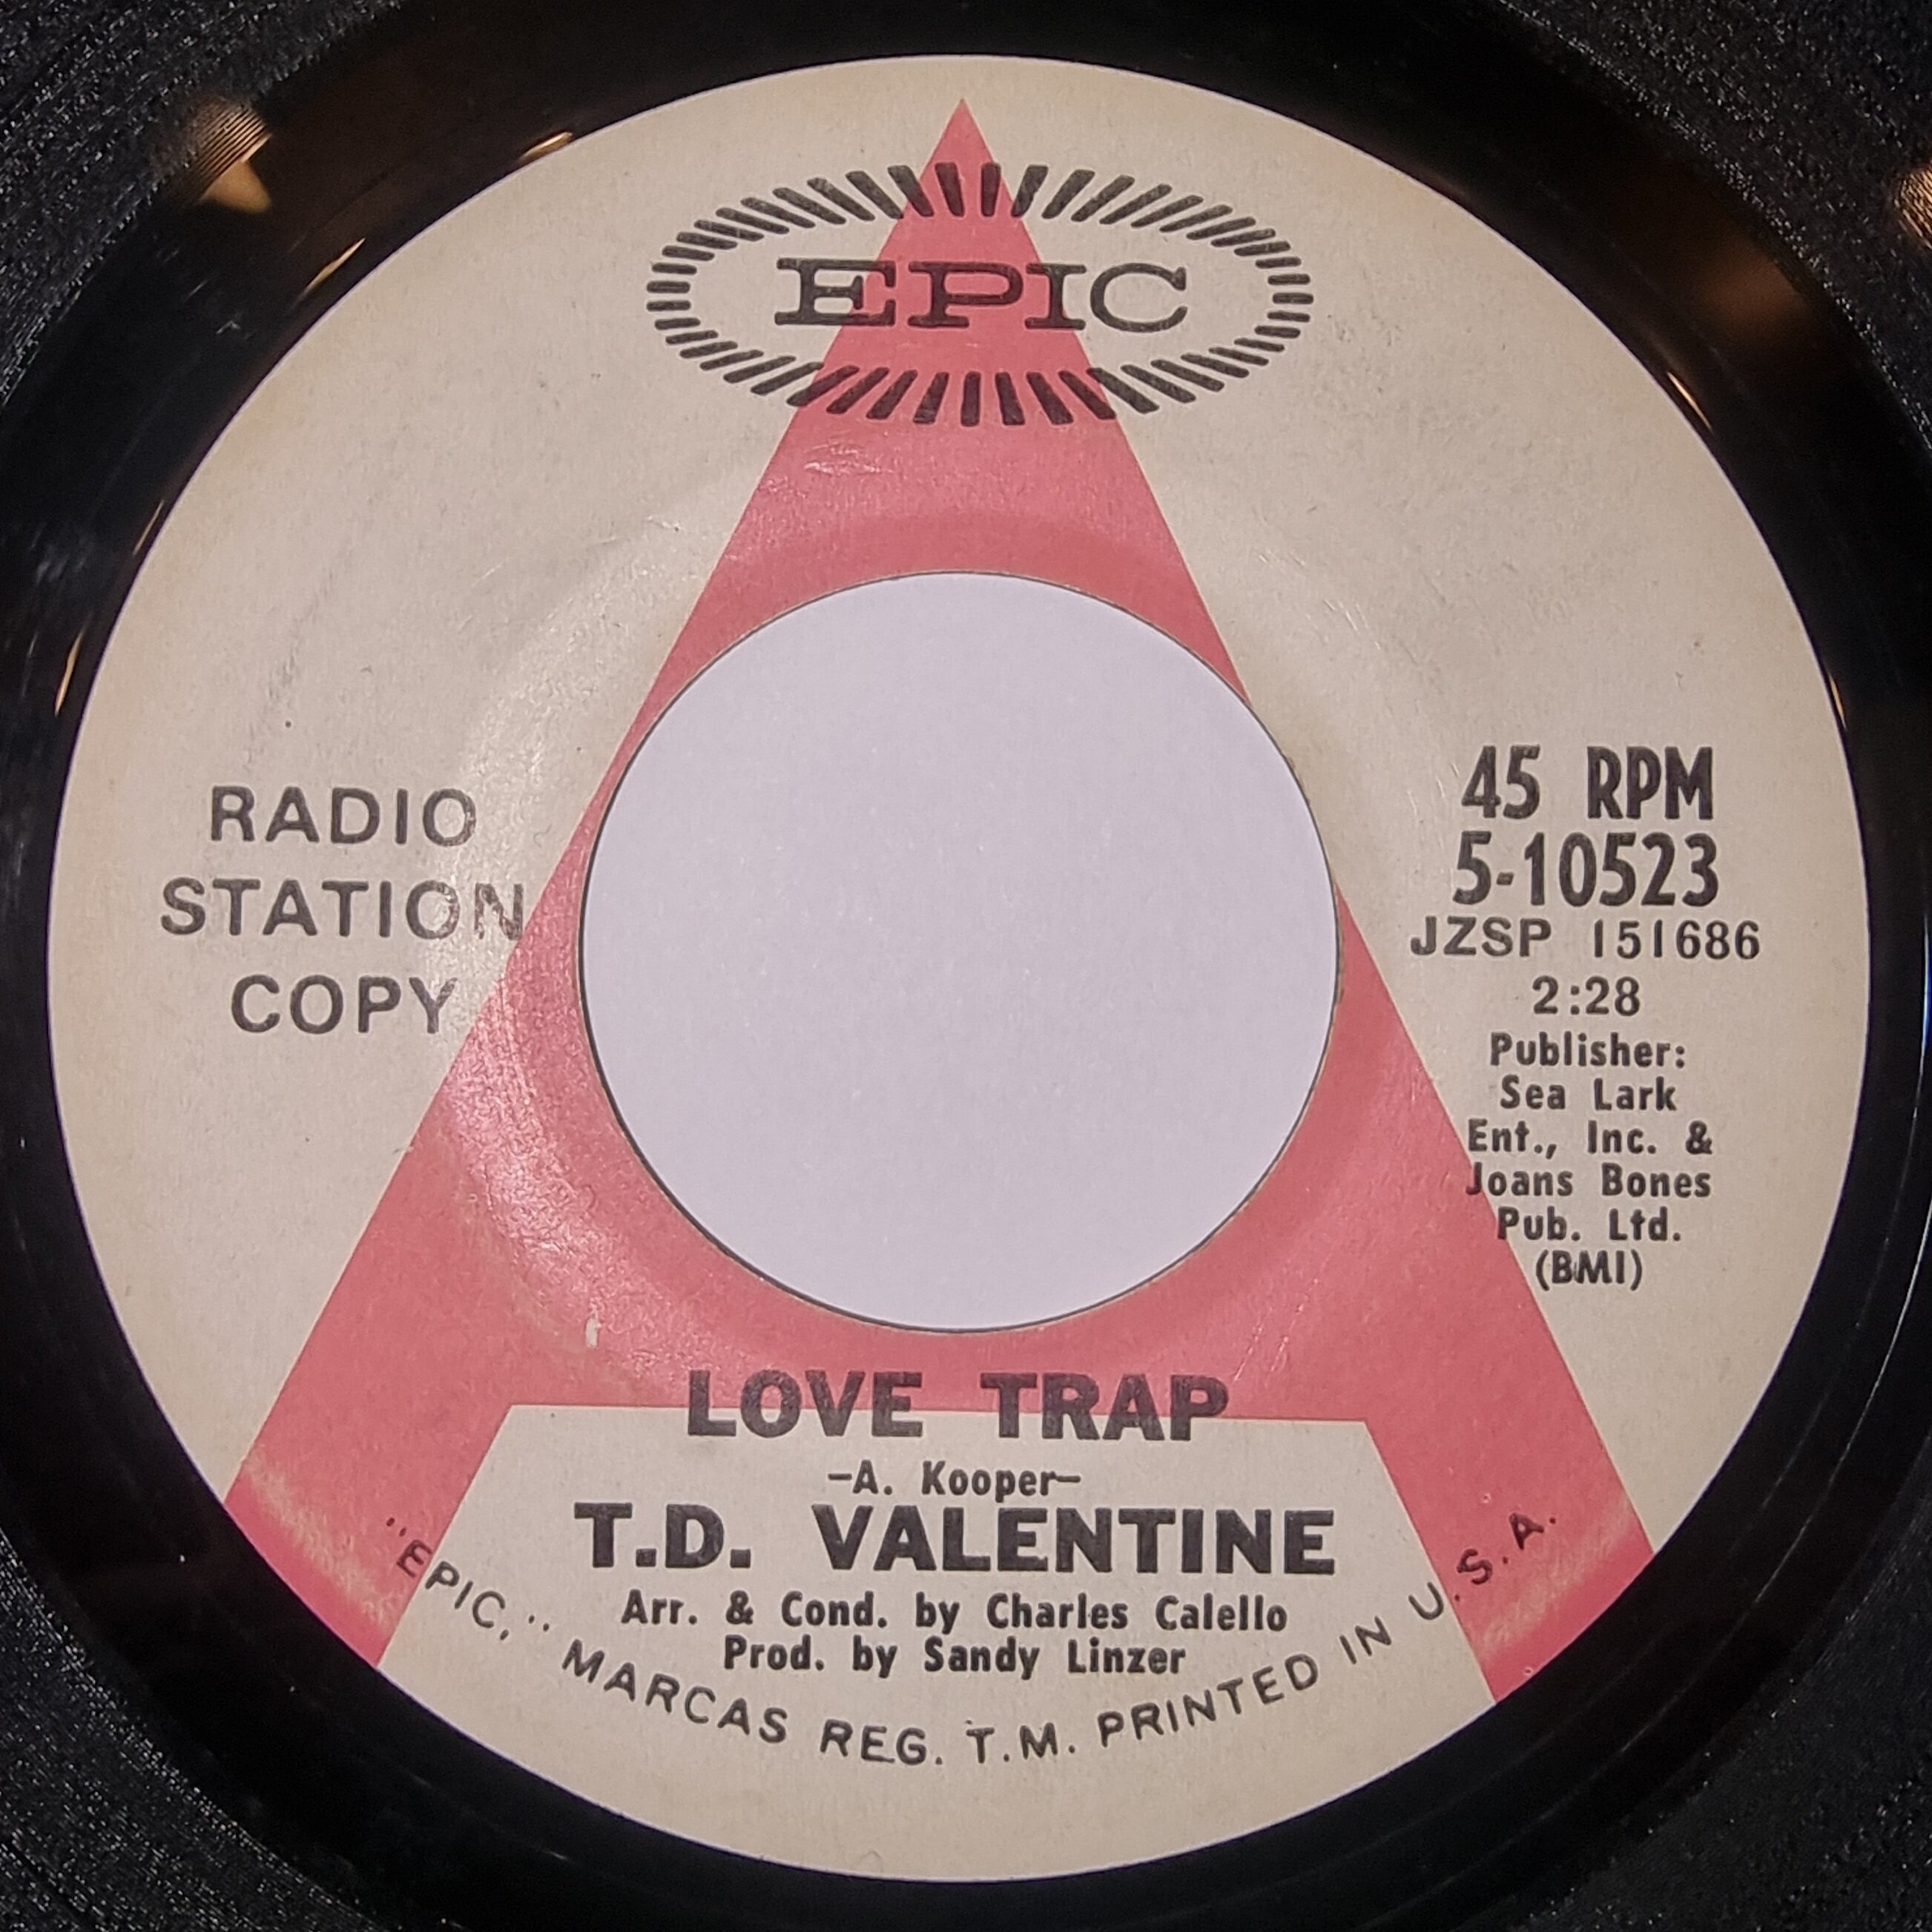 EPIC
RADIO
STATION
COPY
45 RPM
5-10523
JZSP 151686
2:28
Publisher:
Sea Lark
Ent., Inc. &
Joans Bones
Pub. Ltd.
(BMI)
LOVE TRAP
–A. Kooper–
T.D. VALENTINE
Arr. & Cond. by Charles Calello
Prod. by Sandy Linzer
"EPIC," MARCAS REG. T.M. PRINTED IN U.S.A.